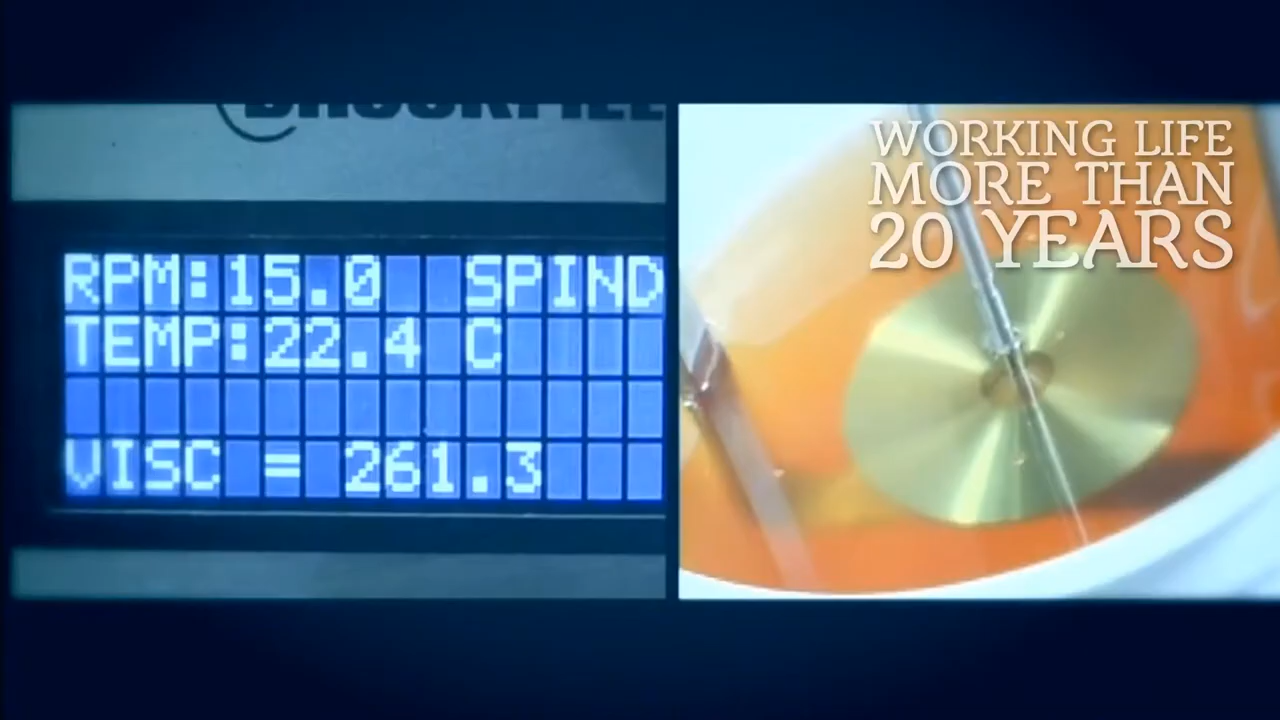 RPM:15.0 SPIND
TEMP:22.4 C
VISC = 261.3
WORKING LIFE
MORE THAN
20 YEARS